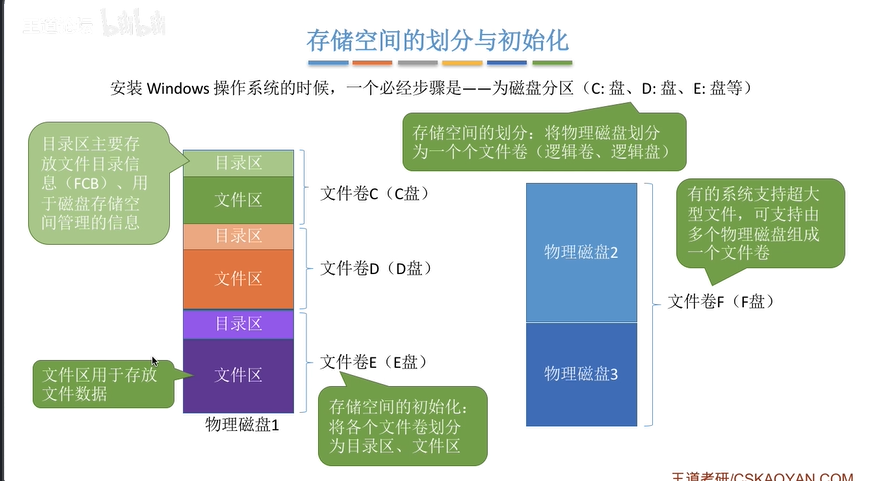 存储空间的划分与初始化
安装 Windows 操作系统的时候，一个必经步骤是——为磁盘分区（C: 盘、D: 盘、E: 盘等）
存储空间的划分：将物理磁盘划分
为一个个文件卷（逻辑卷、逻辑盘）
目录区主要存
放文件目录信
息（FCB）、用
于磁盘存储空
间管理的信息
目录区
文件区
文件卷C（C盘）
目录区
文件区
文件卷D（D盘）
目录区
文件区
文件卷E（E盘）
物理磁盘1
文件区用于存放
文件数据
存储空间的初始化：
将各个文件卷划分
为目录区、文件区
物理磁盘2
物理磁盘3
有的系统支持超大
型文件，可支持由
多个物理磁盘组成
一个文件卷
文件卷F（F盘）
王道考研/CSKAOYAN.COM